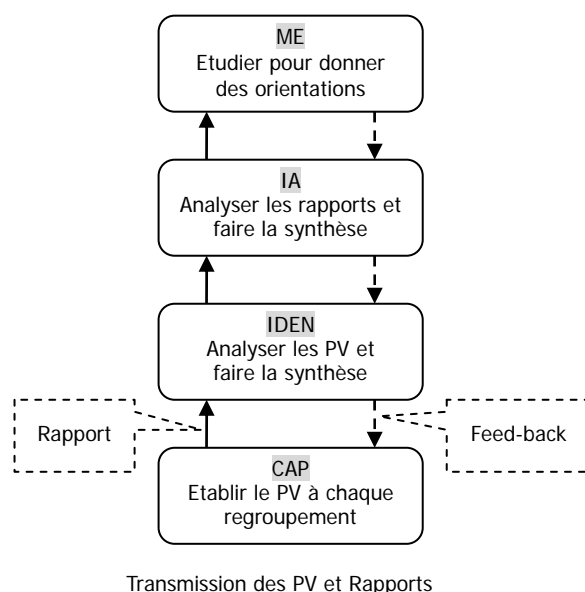 ME
Etudier pour donner
des orientations
IA
Analyser les rapports et
faire la synthèse
IDEN
Analyser les PV et
faire la synthèse
Rapport
Feed-back
CAP
Etablir le PV à chaque
regroupement
Transmission des PV et Rapports